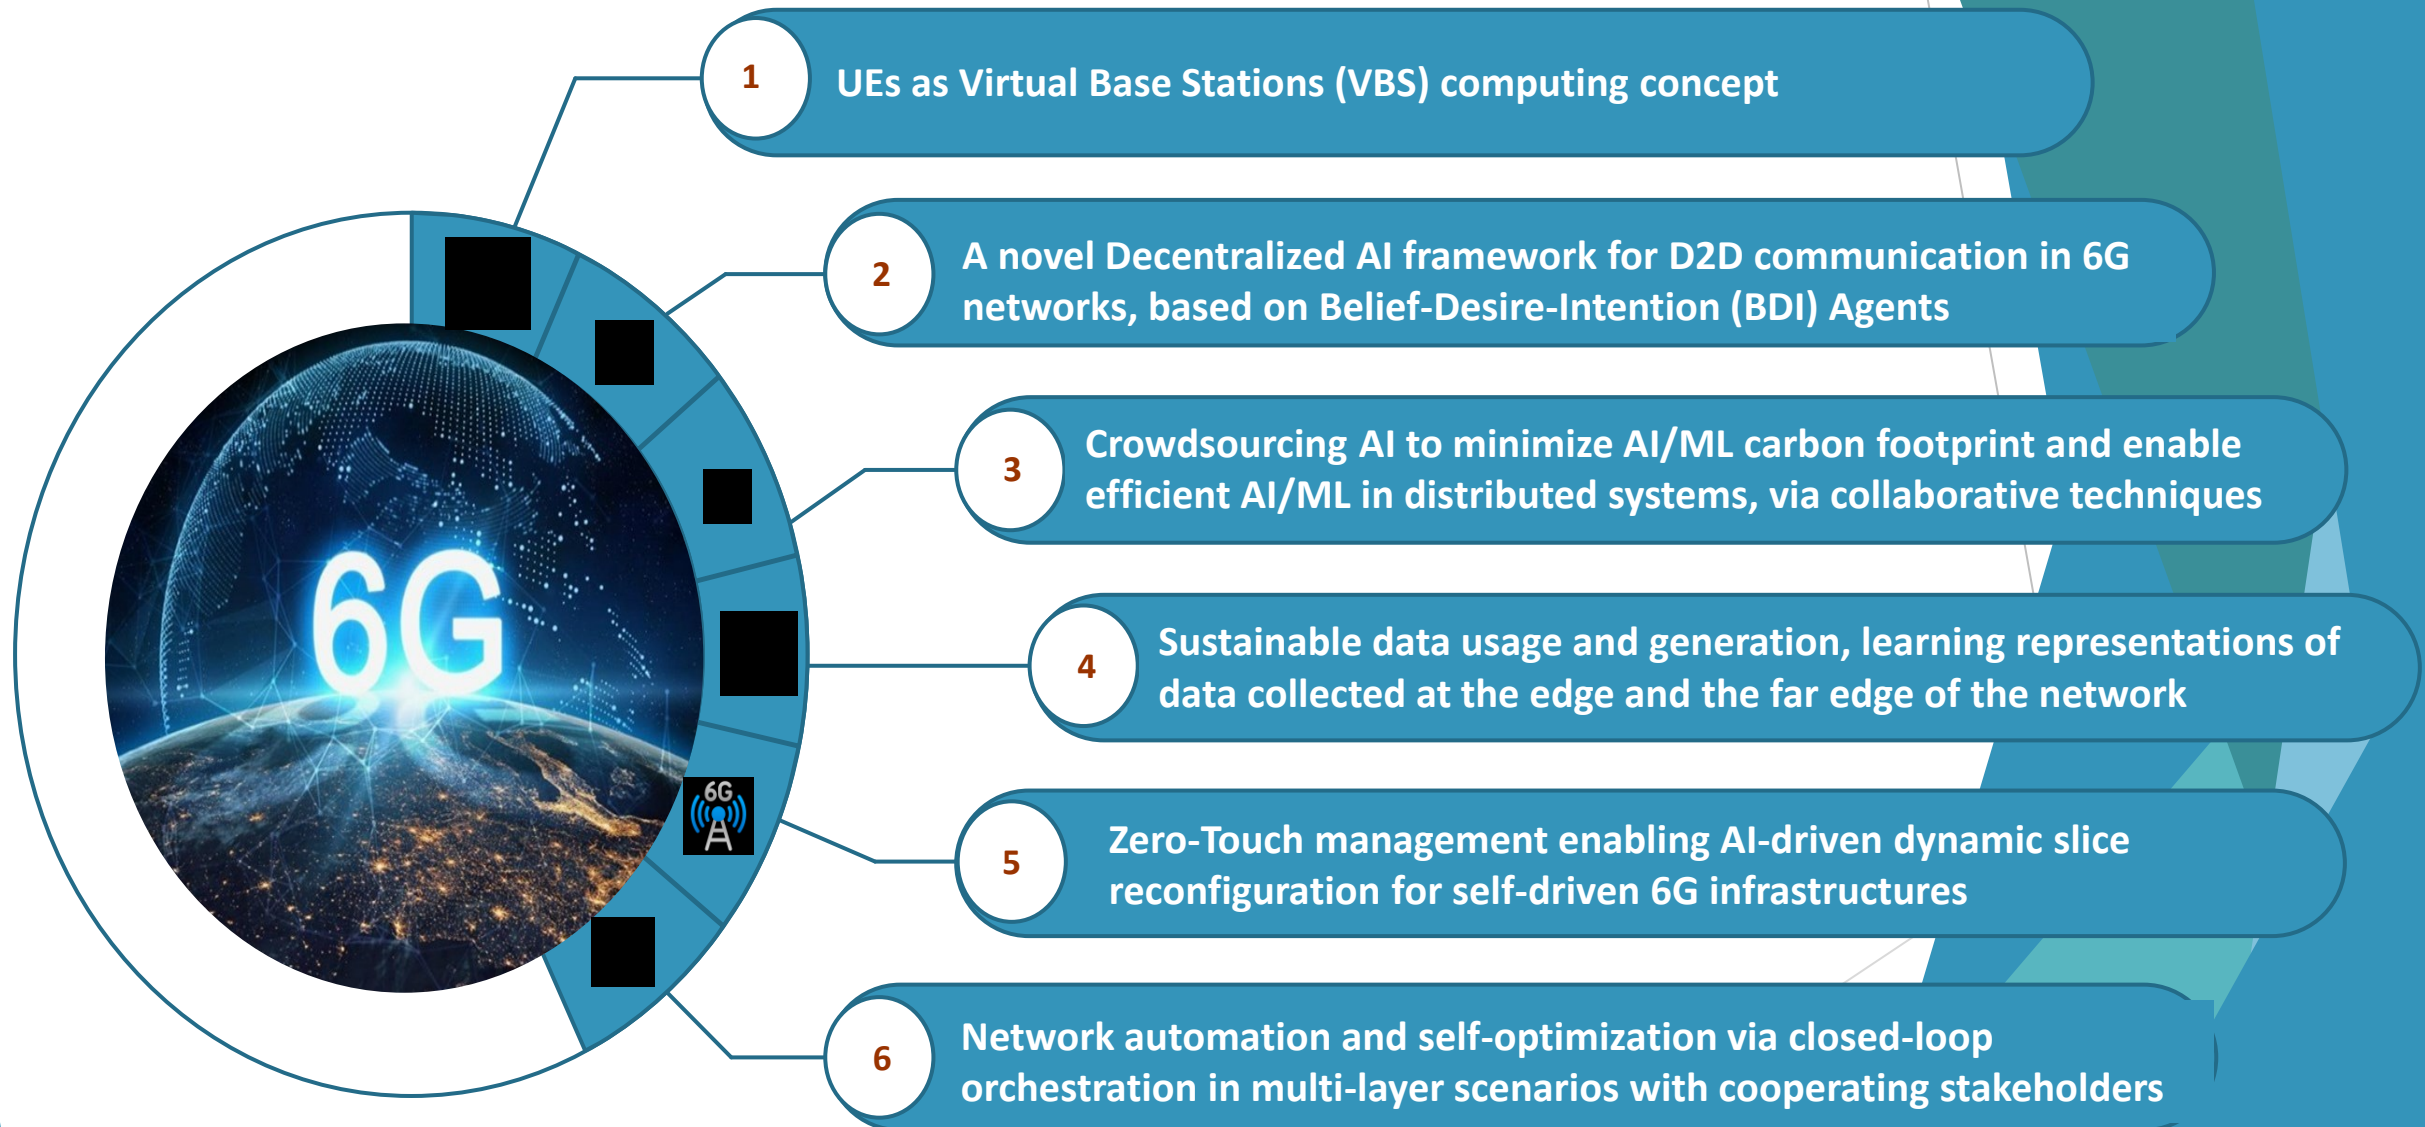 1
UEs as Virtual Base Stations (VBS) computing concept
2
A novel Decentralized AI framework for D2D communication in 6G
networks, based on Belief-Desire-Intention (BDI) Agents
3
Crowdsourcing AI to minimize AI/ML carbon footprint and enable
efficient AI/ML in distributed systems, via collaborative techniques
6G
4
Sustainable data usage and generation, learning representations of
data collected at the edge and the far edge of the network
6G
5
Zero-Touch management enabling AI-driven dynamic slice
reconfiguration for self-driven 6G infrastructures
6
Network automation and self-optimization via closed-loop
orchestration in multi-layer scenarios with cooperating stakeholders